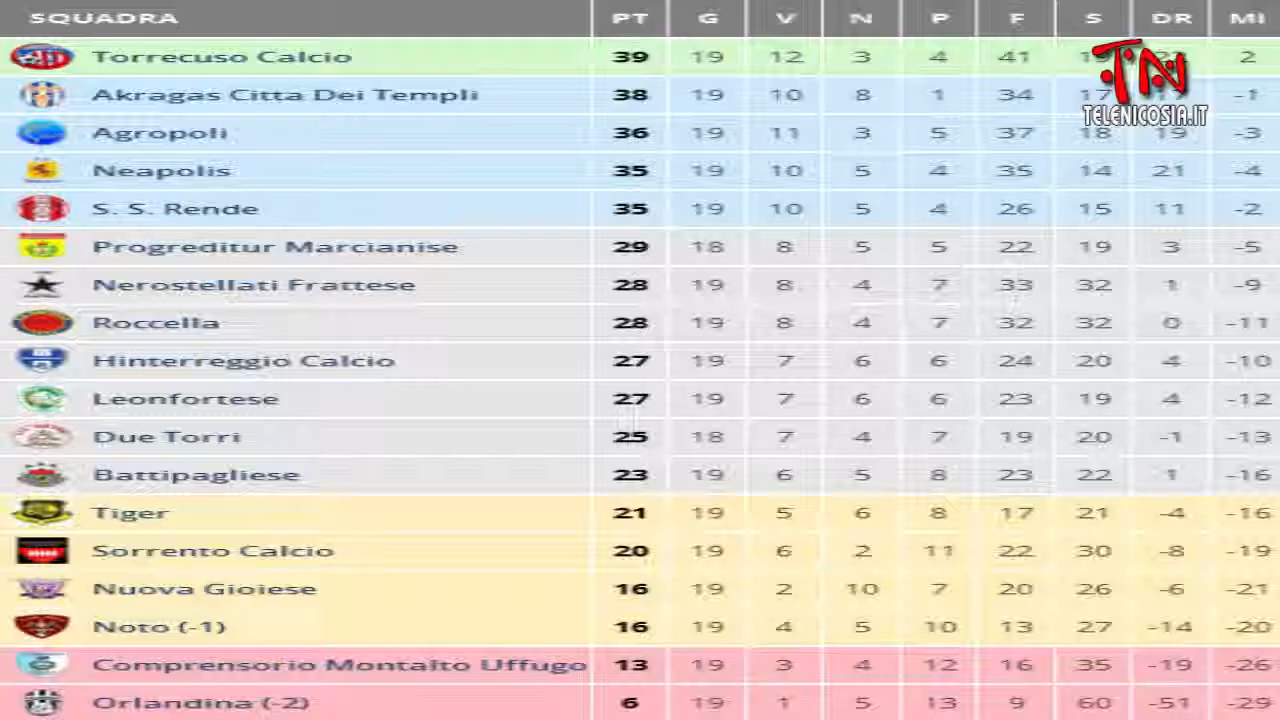 SQUADRA PT G V N P F S DR MI
Torrecuso Calcio 39 19 12 3 4 41 2
Akragas Citta Dei Templi 38 19 10 8 1 34 17 -1
Agropoli 36 19 11 3 5 37 18 19 -3
Neapolis 35 19 10 5 4 35 14 21 -4
S. S. Rende 35 19 10 5 4 26 15 11 -2
Progreditur Marcianise 29 18 8 5 5 22 19 3 -5
Nerostellati Frattese 28 19 8 4 7 33 32 1 -9
Roccella 28 19 8 4 7 32 32 0 -11
Hinterreggio Calcio 27 19 7 6 6 24 20 4 -10
Leonfortese 27 19 7 6 6 23 19 4 -12
Due Torri 25 18 7 4 7 19 20 -1 -13
Battipagliese 23 19 6 5 8 23 22 1 -16
Tiger 21 19 5 6 8 17 21 -4 -16
Sorrento Calcio 20 19 6 2 11 22 30 -8 -19
Nuova Gioiese 16 19 2 10 7 20 26 -6 -21
Noto (-1) 16 19 4 5 10 13 27 -14 -20
Comprensorio Montalto Uffugo 13 19 3 4 12 16 35 -19 -26
Orlandina (-2) 6 19 1 5 13 9 60 -51 -29
TN
TELENICOSIA.IT